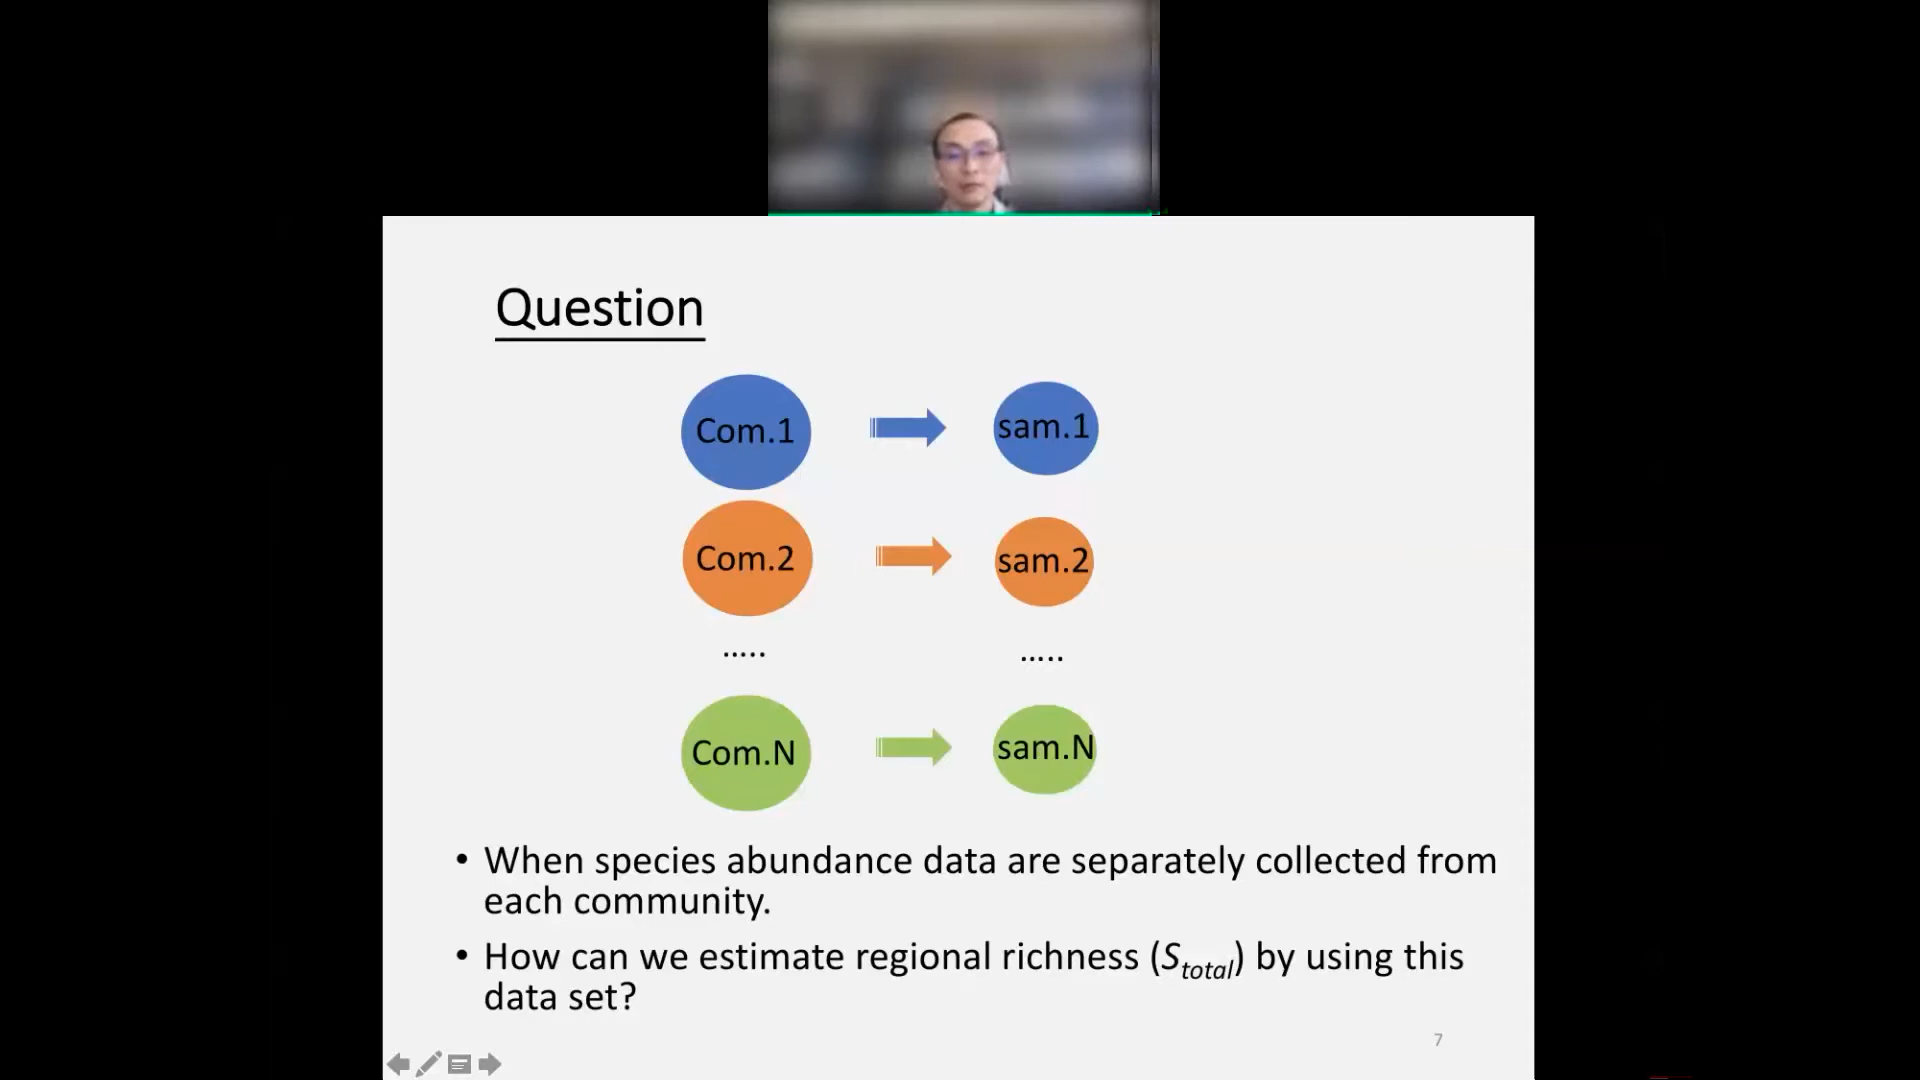 Question
Com.1
sam.1
Com.2
sam.2
.....
.....
Com.N
sam.N
• When species abundance data are separately collected from
each community.
• How can we estimate regional richness (Stotal) by using this
data set?
7